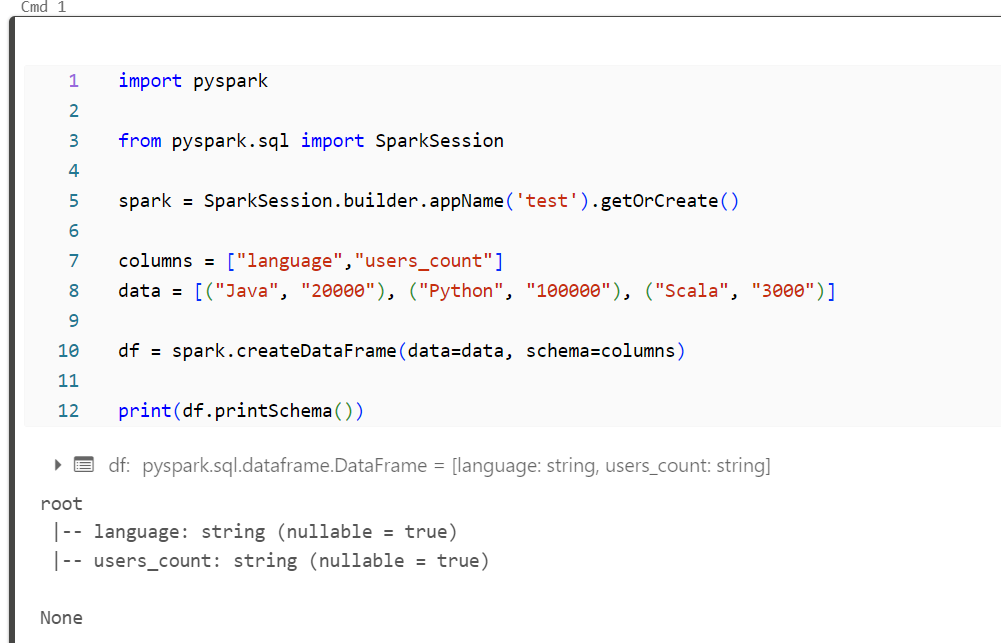 Cmd 1
1 import pyspark
2
3 from pyspark.sql import SparkSession
4
5 spark = SparkSession.builder.appName('test').getOrCreate()
6
7 columns = ["language","users_count"]
8 data = [("Java", "20000"), ("Python", "100000"), ("Scala", "3000")]
9
10 df = spark.createDataFrame(data=data, schema=columns)
11
12 print(df.printSchema())
df: pyspark.sql.dataframe.DataFrame = [language: string, users_count: string]
root
 |-- language: string (nullable = true)
 |-- users_count: string (nullable = true)
None